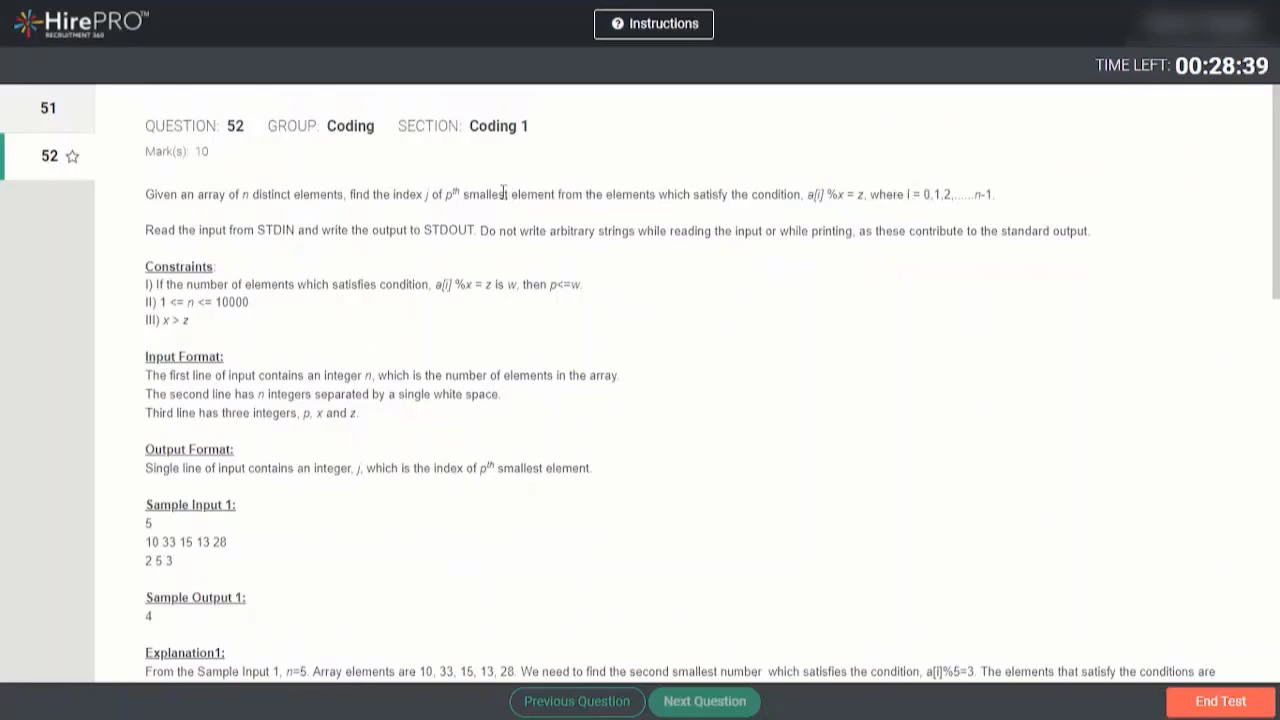 HirePRO™
RECRUITMENT 360
Instructions
TIME LEFT: 00:28:39
51
52
QUESTION: 52 GROUP: Coding SECTION: Coding 1
Mark(s): 10
Given an array of n distinct elements, find the index j of pth smallest element from the elements which satisfy the condition, a[i] %x = z, where i = 0,1,2,......n-1.
Read the input from STDIN and write the output to STDOUT. Do not write arbitrary strings while reading the input or while printing, as these contribute to the standard output.
Constraints:
I) If the number of elements which satisfies condition, a[i] %x = z is w, then p<=w.
II) 1 <= n <= 10000
III) x > z
Input Format:
The first line of input contains an integer n, which is the number of elements in the array.
The second line has n integers separated by a single white space.
Third line has three integers, p, x and z.
Output Format:
Single line of input contains an integer, j, which is the index of pth smallest element.
Sample Input 1:
5
10 33 15 13 28
2 5 3
Sample Output 1:
4
Explanation1:
From the Sample Input 1, n=5. Array elements are 10, 33, 15, 13, 28. We need to find the second smallest number which satisfies the condition, a[i]%5=3. The elements that satisfy the conditions are
Previous Question
Next Question
End Test